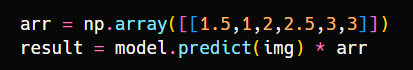 arr = np.array([[1.5,1,2,2.5,3,3]])
result = model.predict(img) * arr